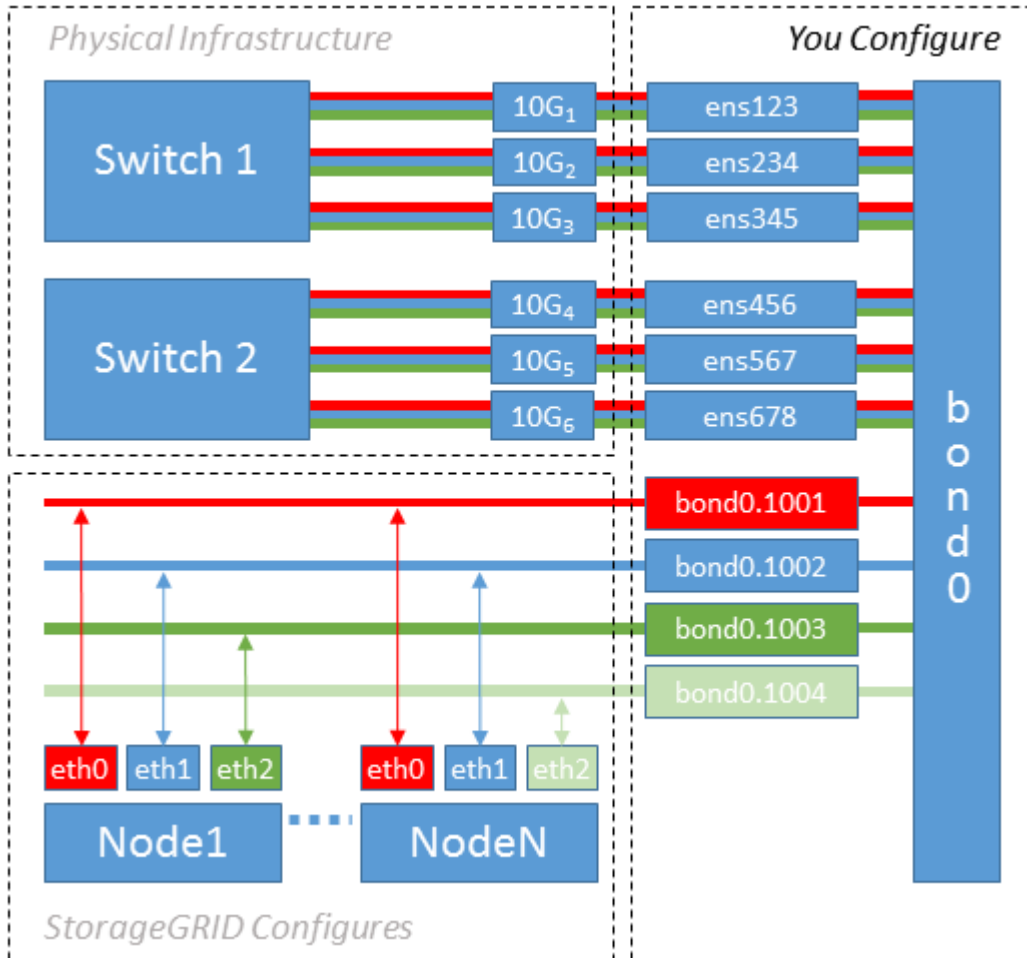 Physical Infrastructure
You Configure
Switch 1
10G₁
ens123
10G₂
ens234
10G₃
ens345
Switch 2
10G₄
ens456
10G₅
ens567
10G₆
ens678
bond0
bond0.1001
bond0.1002
bond0.1003
bond0.1004
eth0 eth1 eth2
eth0 eth1 eth2
Node1
NodeN
StorageGRID Configures